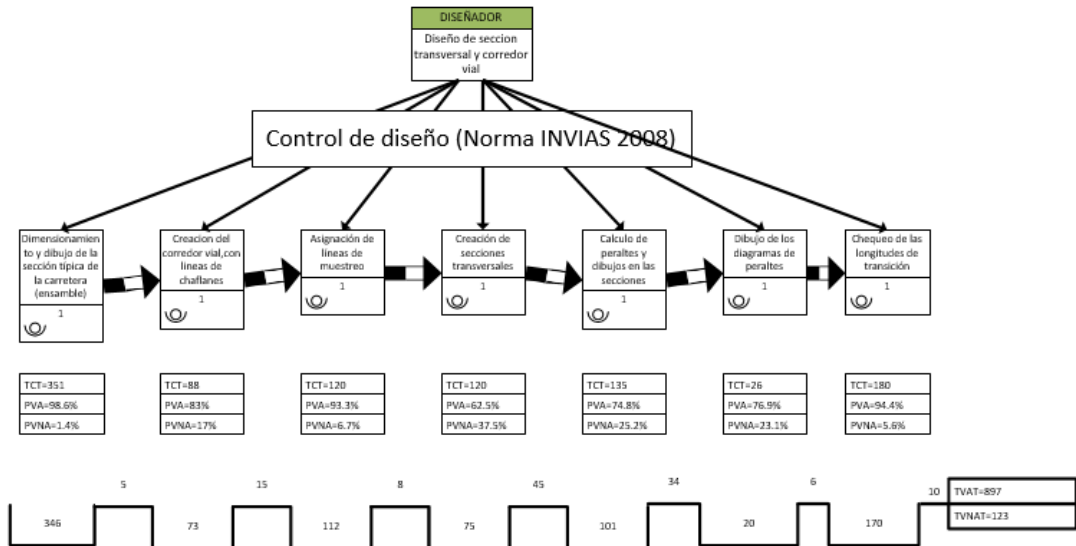 DISEÑADOR
Diseño de seccion
transversal y corredor
vial
Control de diseño (Norma INVIAS 2008)
Dimensionamien
to y dibujo de la
sección típica de
la carretera
(ensamble)
1
Creacion del
corredor vial,con
lineas de
chaflanes
1
Asignación de
líneas de
muestreo
1
Creación de
secciones
transversales
1
Calculo de
peraltes y
dibujos en las
secciones
1
Dibujo de los
diagramas de
peraltes
1
Chequeo de las
longitudes de
transición
1
TCT=351
PVA=98.6%
PVNA=1.4%
TCT=88
PVA=83%
PVNA=17%
TCT=120
PVA=93.3%
PVNA=6.7%
TCT=120
PVA=62.5%
PVNA=37.5%
TCT=135
PVA=74.8%
PVNA=25.2%
TCT=26
PVA=76.9%
PVNA=23.1%
TCT=180
PVA=94.4%
PVNA=5.6%
346
5
73
15
112
8
75
45
101
34
20
6
170
10
TVAT=897
TVNAT=123